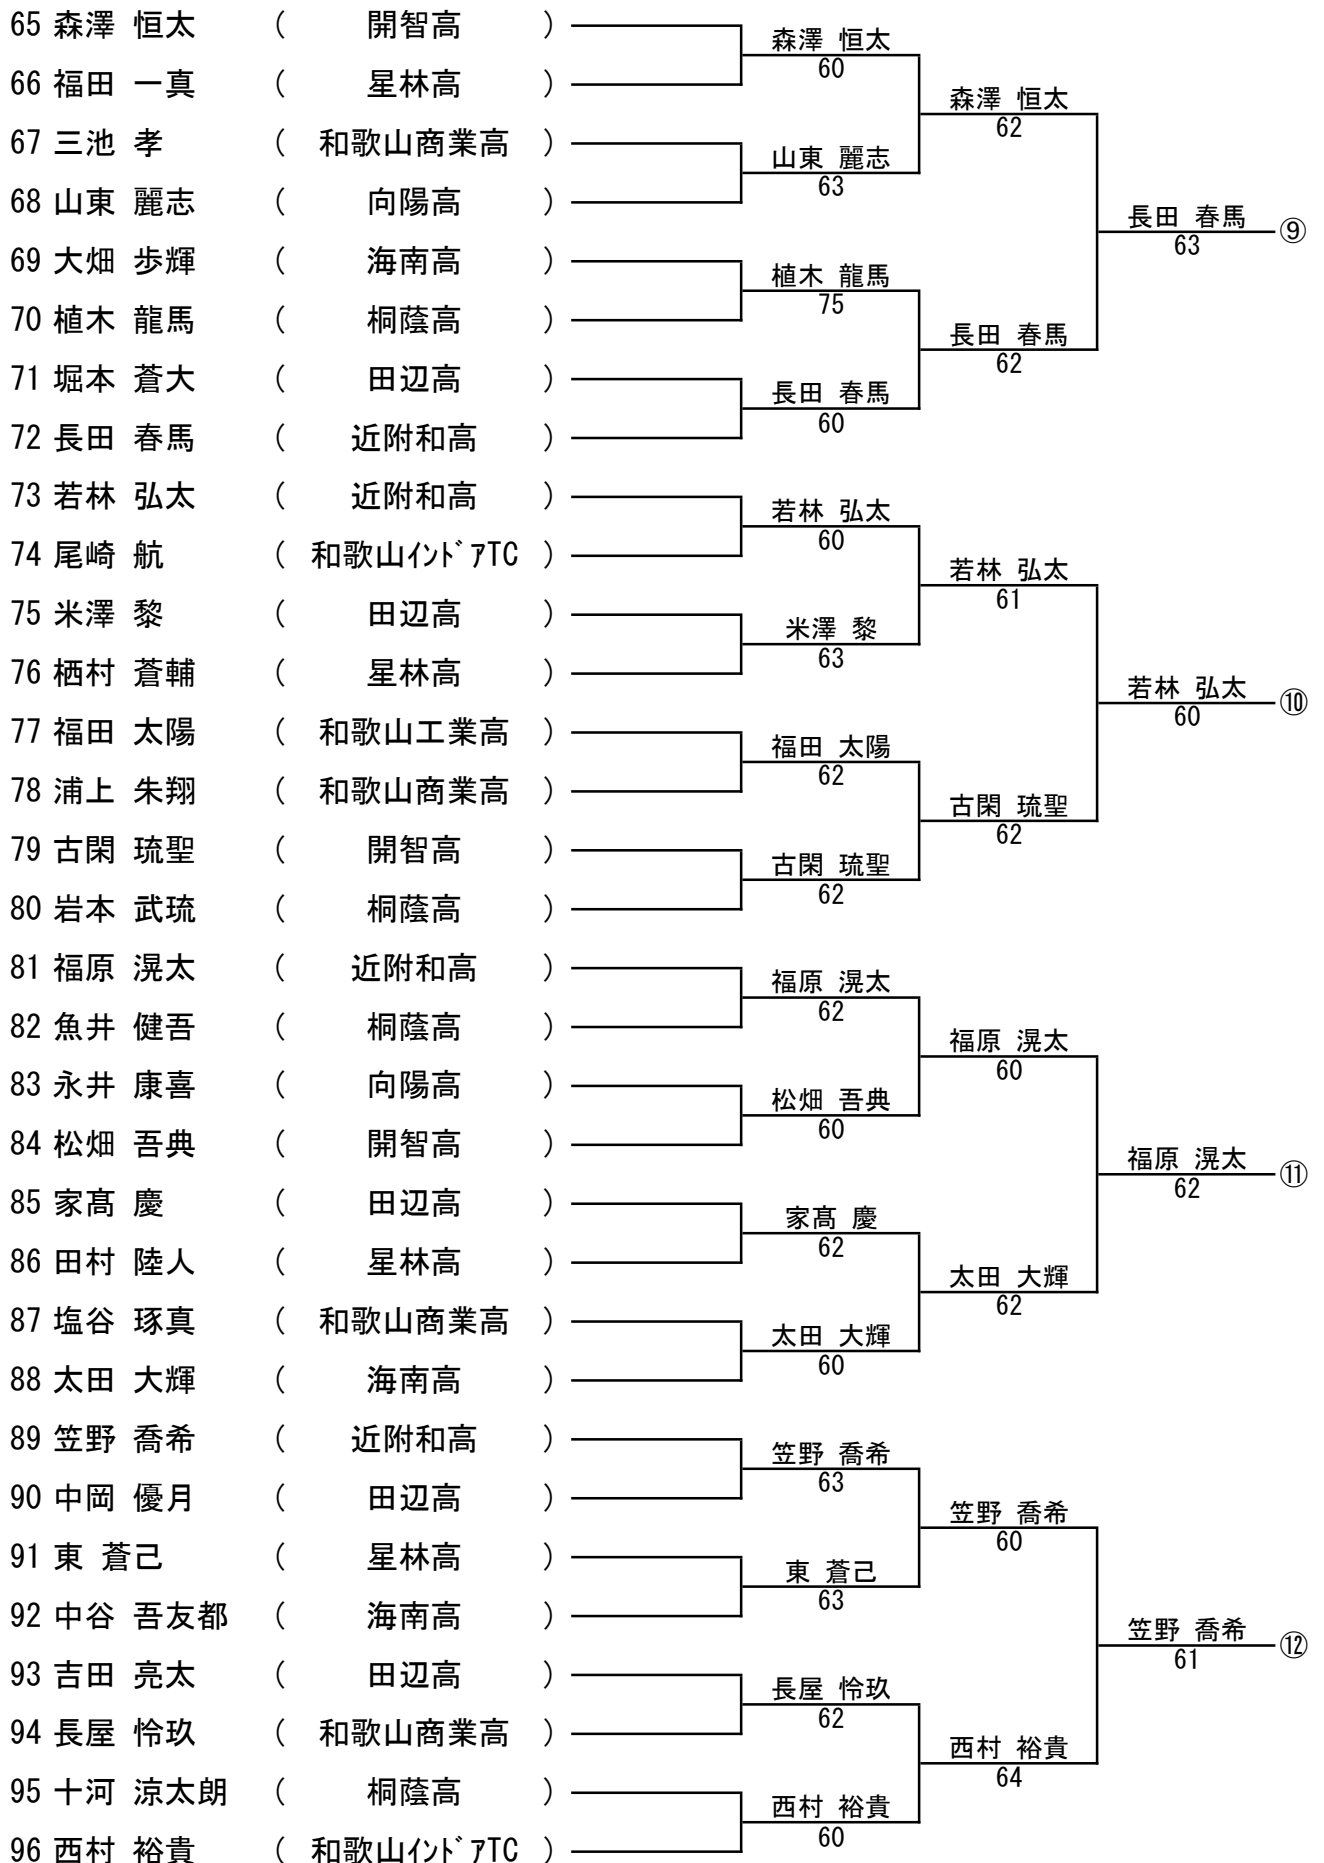 65 森澤 恒太 ( 開智高 )
森澤 恒太
60
66 福田 一真 ( 星林高 )
森澤 恒太
62
67 三池 孝 ( 和歌山商業高 )
山東 麗志
63
68 山東 麗志 ( 向陽高 )
長田 春馬 ⑨
63
69 大畑 歩輝 ( 海南高 )
植木 龍馬
75
70 植木 龍馬 ( 桐蔭高 )
長田 春馬
62
71 堀本 蒼大 ( 田辺高 )
長田 春馬
60
72 長田 春馬 ( 近附和高 )
73 若林 弘太 ( 近附和高 )
若林 弘太
60
74 尾崎 航 ( 和歌山インドアTC )
若林 弘太
61
75 米澤 黎 ( 田辺高 )
米澤 黎
63
76 栖村 蒼輔 ( 星林高 )
若林 弘太 ⑩
60
77 福田 太陽 ( 和歌山工業高 )
福田 太陽
62
78 浦上 朱翔 ( 和歌山商業高 )
古閑 琉聖
62
79 古閑 琉聖 ( 開智高 )
古閑 琉聖
62
80 岩本 武琉 ( 桐蔭高 )
81 福原 滉太 ( 近附和高 )
福原 滉太
62
82 魚井 健吾 ( 桐蔭高 )
福原 滉太
60
83 永井 康喜 ( 向陽高 )
松畑 吾典
60
84 松畑 吾典 ( 開智高 )
福原 滉太 ⑪
62
85 家髙 慶 ( 田辺高 )
家髙 慶
62
86 田村 陸人 ( 星林高 )
太田 大輝
62
87 塩谷 琢真 ( 和歌山商業高 )
太田 大輝
60
88 太田 大輝 ( 海南高 )
89 笠野 喬希 ( 近附和高 )
笠野 喬希
63
90 中岡 優月 ( 田辺高 )
笠野 喬希
60
91 東 蒼己 ( 星林高 )
東 蒼己
63
92 中谷 吾友都 ( 海南高 )
笠野 喬希 ⑫
61
93 吉田 亮太 ( 田辺高 )
長屋 怜玖
62
94 長屋 怜玖 ( 和歌山商業高 )
西村 裕貴
64
95 十河 涼太朗 ( 桐蔭高 )
西村 裕貴
60
96 西村 裕貴 ( 和歌山インドアTC )